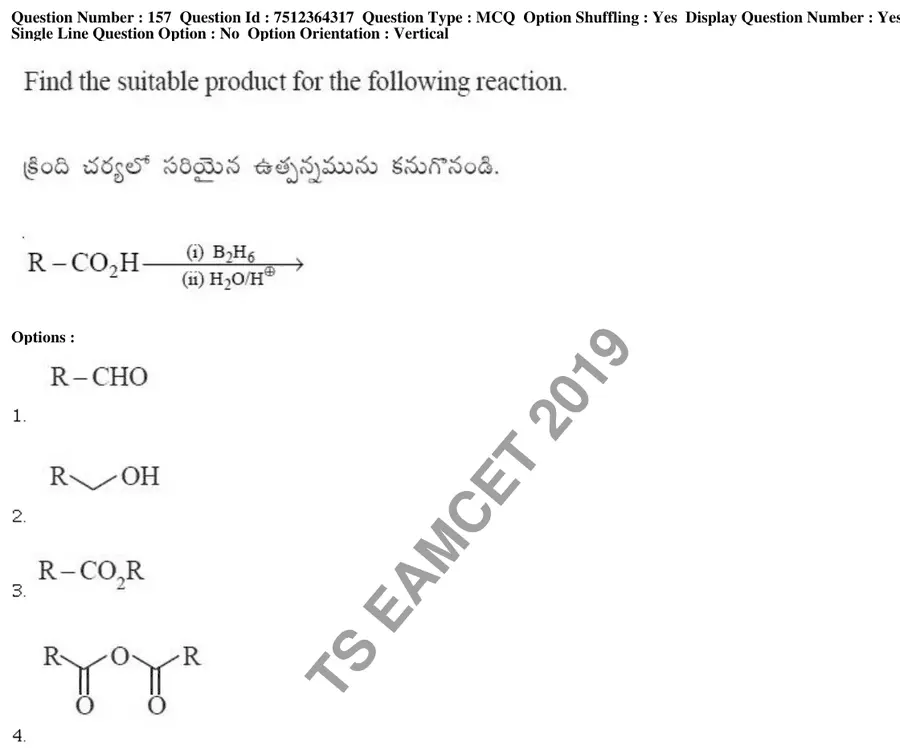 Question Number : 157 Question Id : 7512364317 Question Type : MCQ Option Shuffling : Yes Display Question Number : Yes
Single Line Question Option : No Option Orientation : Vertical
Find the suitable product for the following reaction.
క్రింది చర్యలో సరియైన ఉత్పన్నమును కనుగొనండి.
(i) B₂H₆
R – CO₂H ⟶
(ii) H₂O/H⊕
Options :
R – CHO
1.
R OH
2.
R – CO₂R
3.
R O R
O O
4.
TS EAMCET 2019